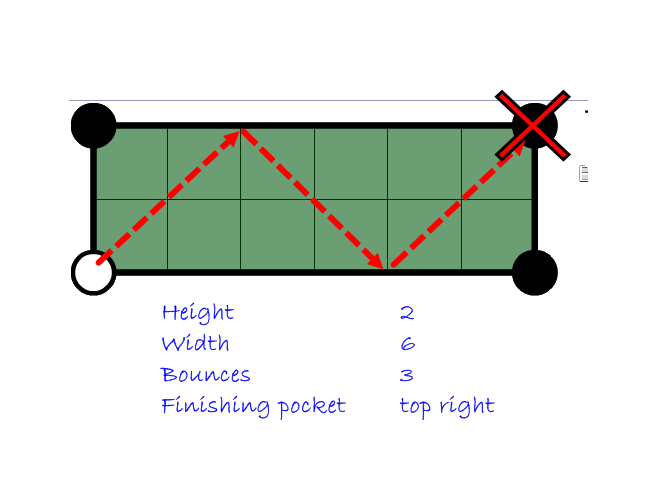 Height 2
Width 6
Bounces 3
Finishing pocket top right